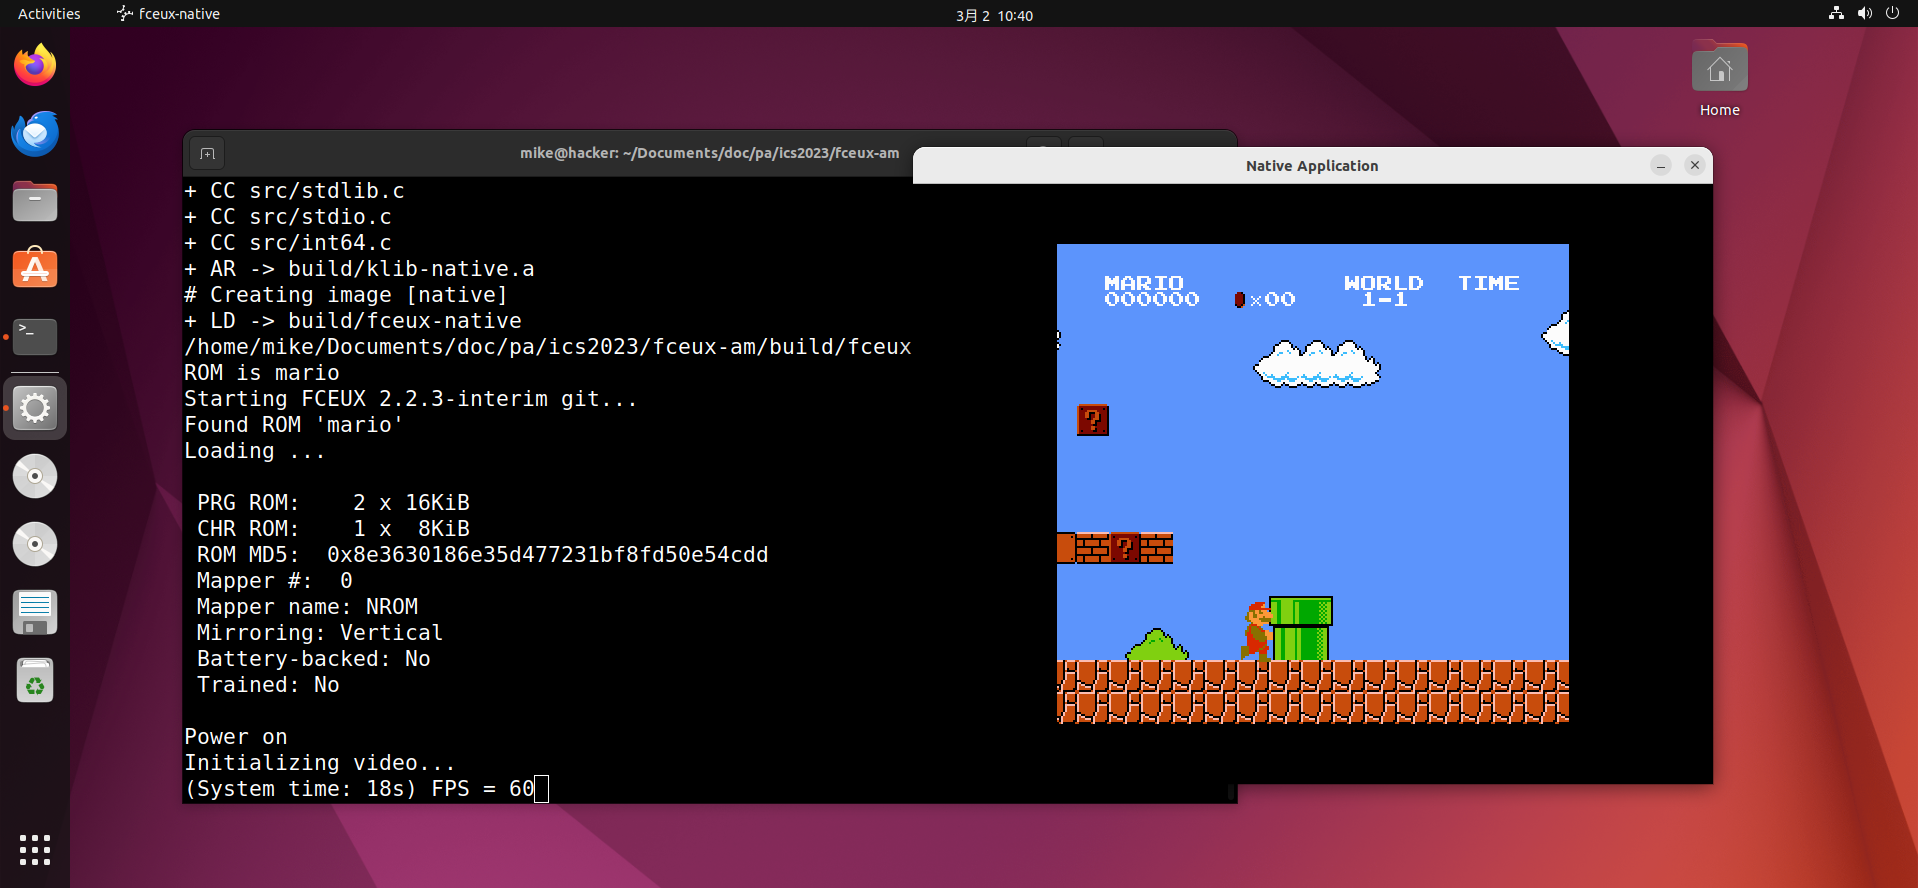 Activities
fceux-native
3月 2 10:40
Home
mike@hacker: ~/Documents/doc/pa/ics2023/fceux-am
+ CC src/stdlib.c
+ CC src/stdio.c
+ CC src/int64.c
+ AR -> build/klib-native.a
# Creating image [native]
+ LD -> build/fceux-native
/home/mike/Documents/doc/pa/ics2023/fceux-am/build/fceux
ROM is mario
Starting FCEUX 2.2.3-interim git...
Found ROM 'mario'
Loading ...
PRG ROM: 2 x 16KiB
CHR ROM: 1 x 8KiB
ROM MD5: 0x8e3630186e35d477231bf8fd50e54cdd
Mapper #: 0
Mapper name: NROM
Mirroring: Vertical
Battery-backed: No
Trained: No
Power on
Initializing video...
(System time: 18s) FPS = 60
Native Application
MARIO WORLD TIME
000000 x00 1-1
?
?